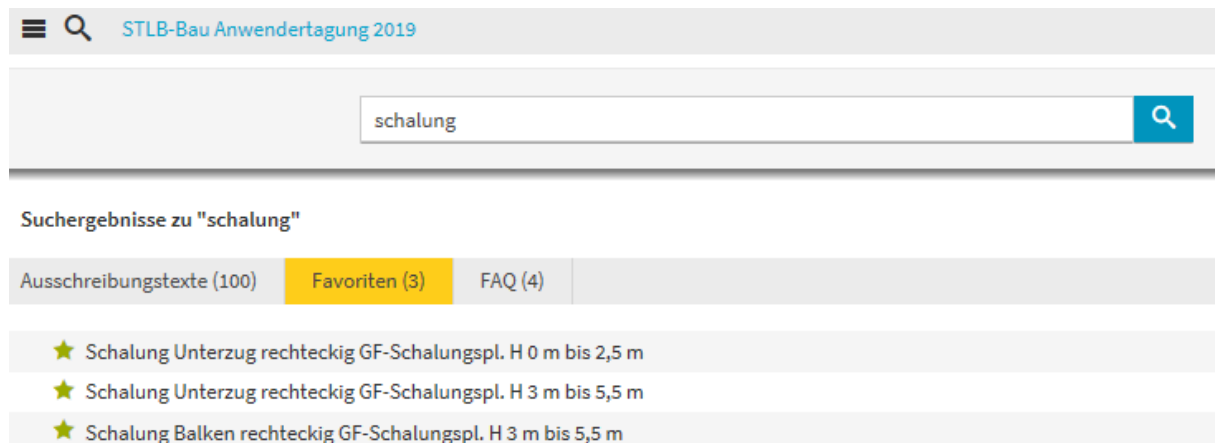 STLB-Bau Anwendertagung 2019
schalung
Suchergebnisse zu "schalung"
Ausschreibungstexte (100) Favoriten (3) FAQ (4)
Schalung Unterzug rechteckig GF-Schalungspl. H 0 m bis 2,5 m
Schalung Unterzug rechteckig GF-Schalungspl. H 3 m bis 5,5 m
Schalung Balken rechteckig GF-Schalungspl. H 3 m bis 5,5 m